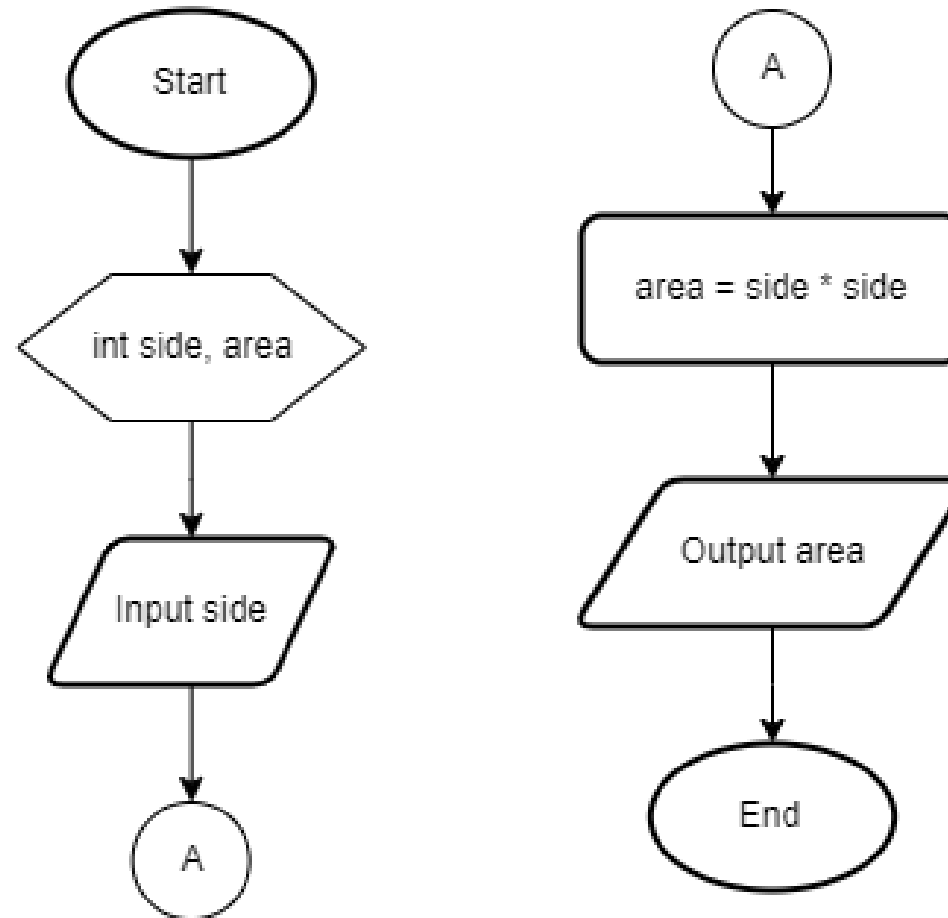 Start
int side, area
Input side
A
A
area = side * side
Output area
End